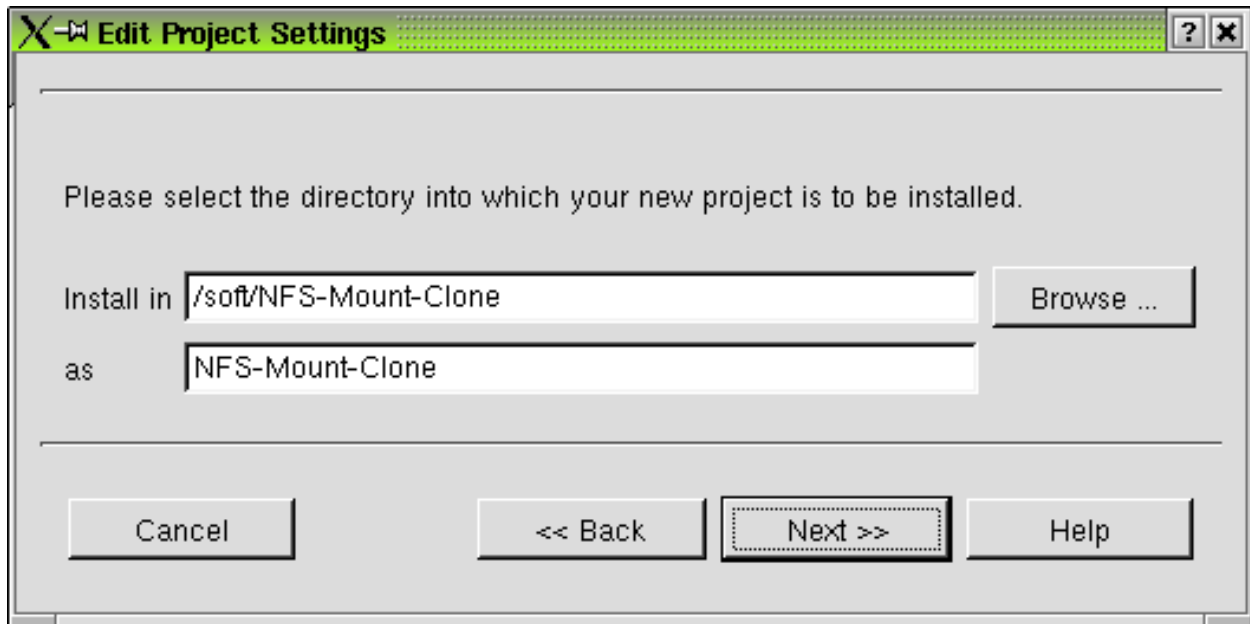 Edit Project Settings
Please select the directory into which your new project is to be installed.
Install in /soft/NFS-Mount-Clone Browse ...
as NFS-Mount-Clone
Cancel << Back Next >> Help